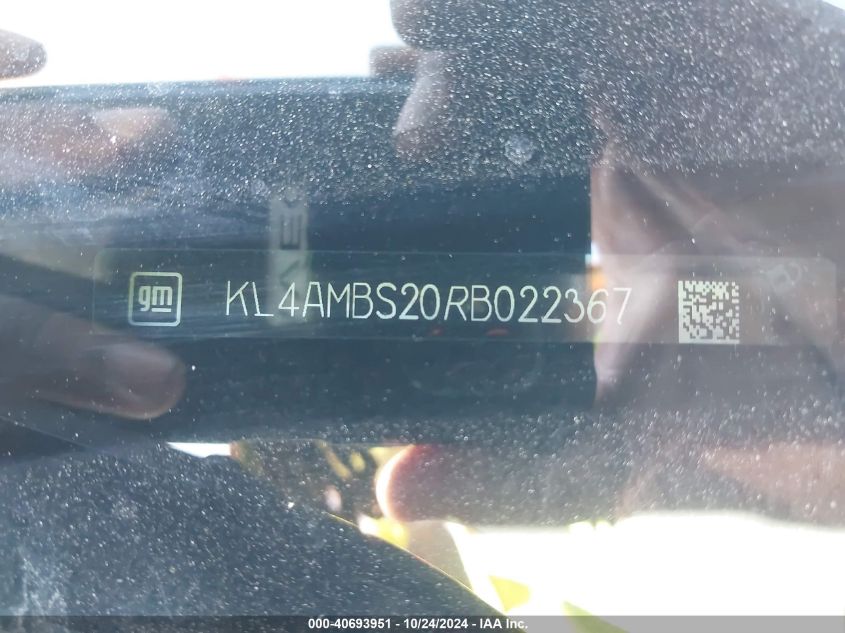 gm KL4AMBS20RB022367
000-40693951 - 10/24/2024 - IAA Inc.